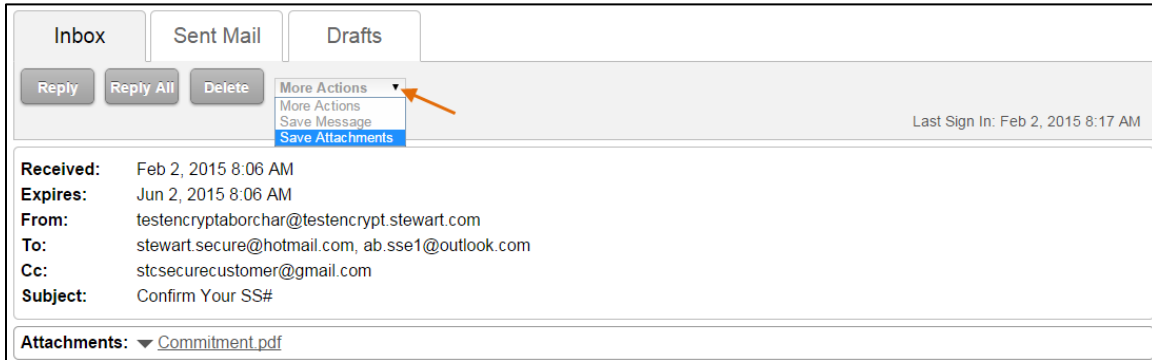 Inbox Sent Mail Drafts
Reply Reply All Delete More Actions
More Actions
Save Message
Save Attachments
Last Sign In: Feb 2, 2015 8:17 AM
Received: Feb 2, 2015 8:06 AM
Expires: Jun 2, 2015 8:06 AM
From: testencryptaborchar@testencrypt.stewart.com
To: stewart.secure@hotmail.com, ab.sse1@outlook.com
Cc: stcsecurecustomer@gmail.com
Subject: Confirm Your SS#
Attachments: Commitment.pdf